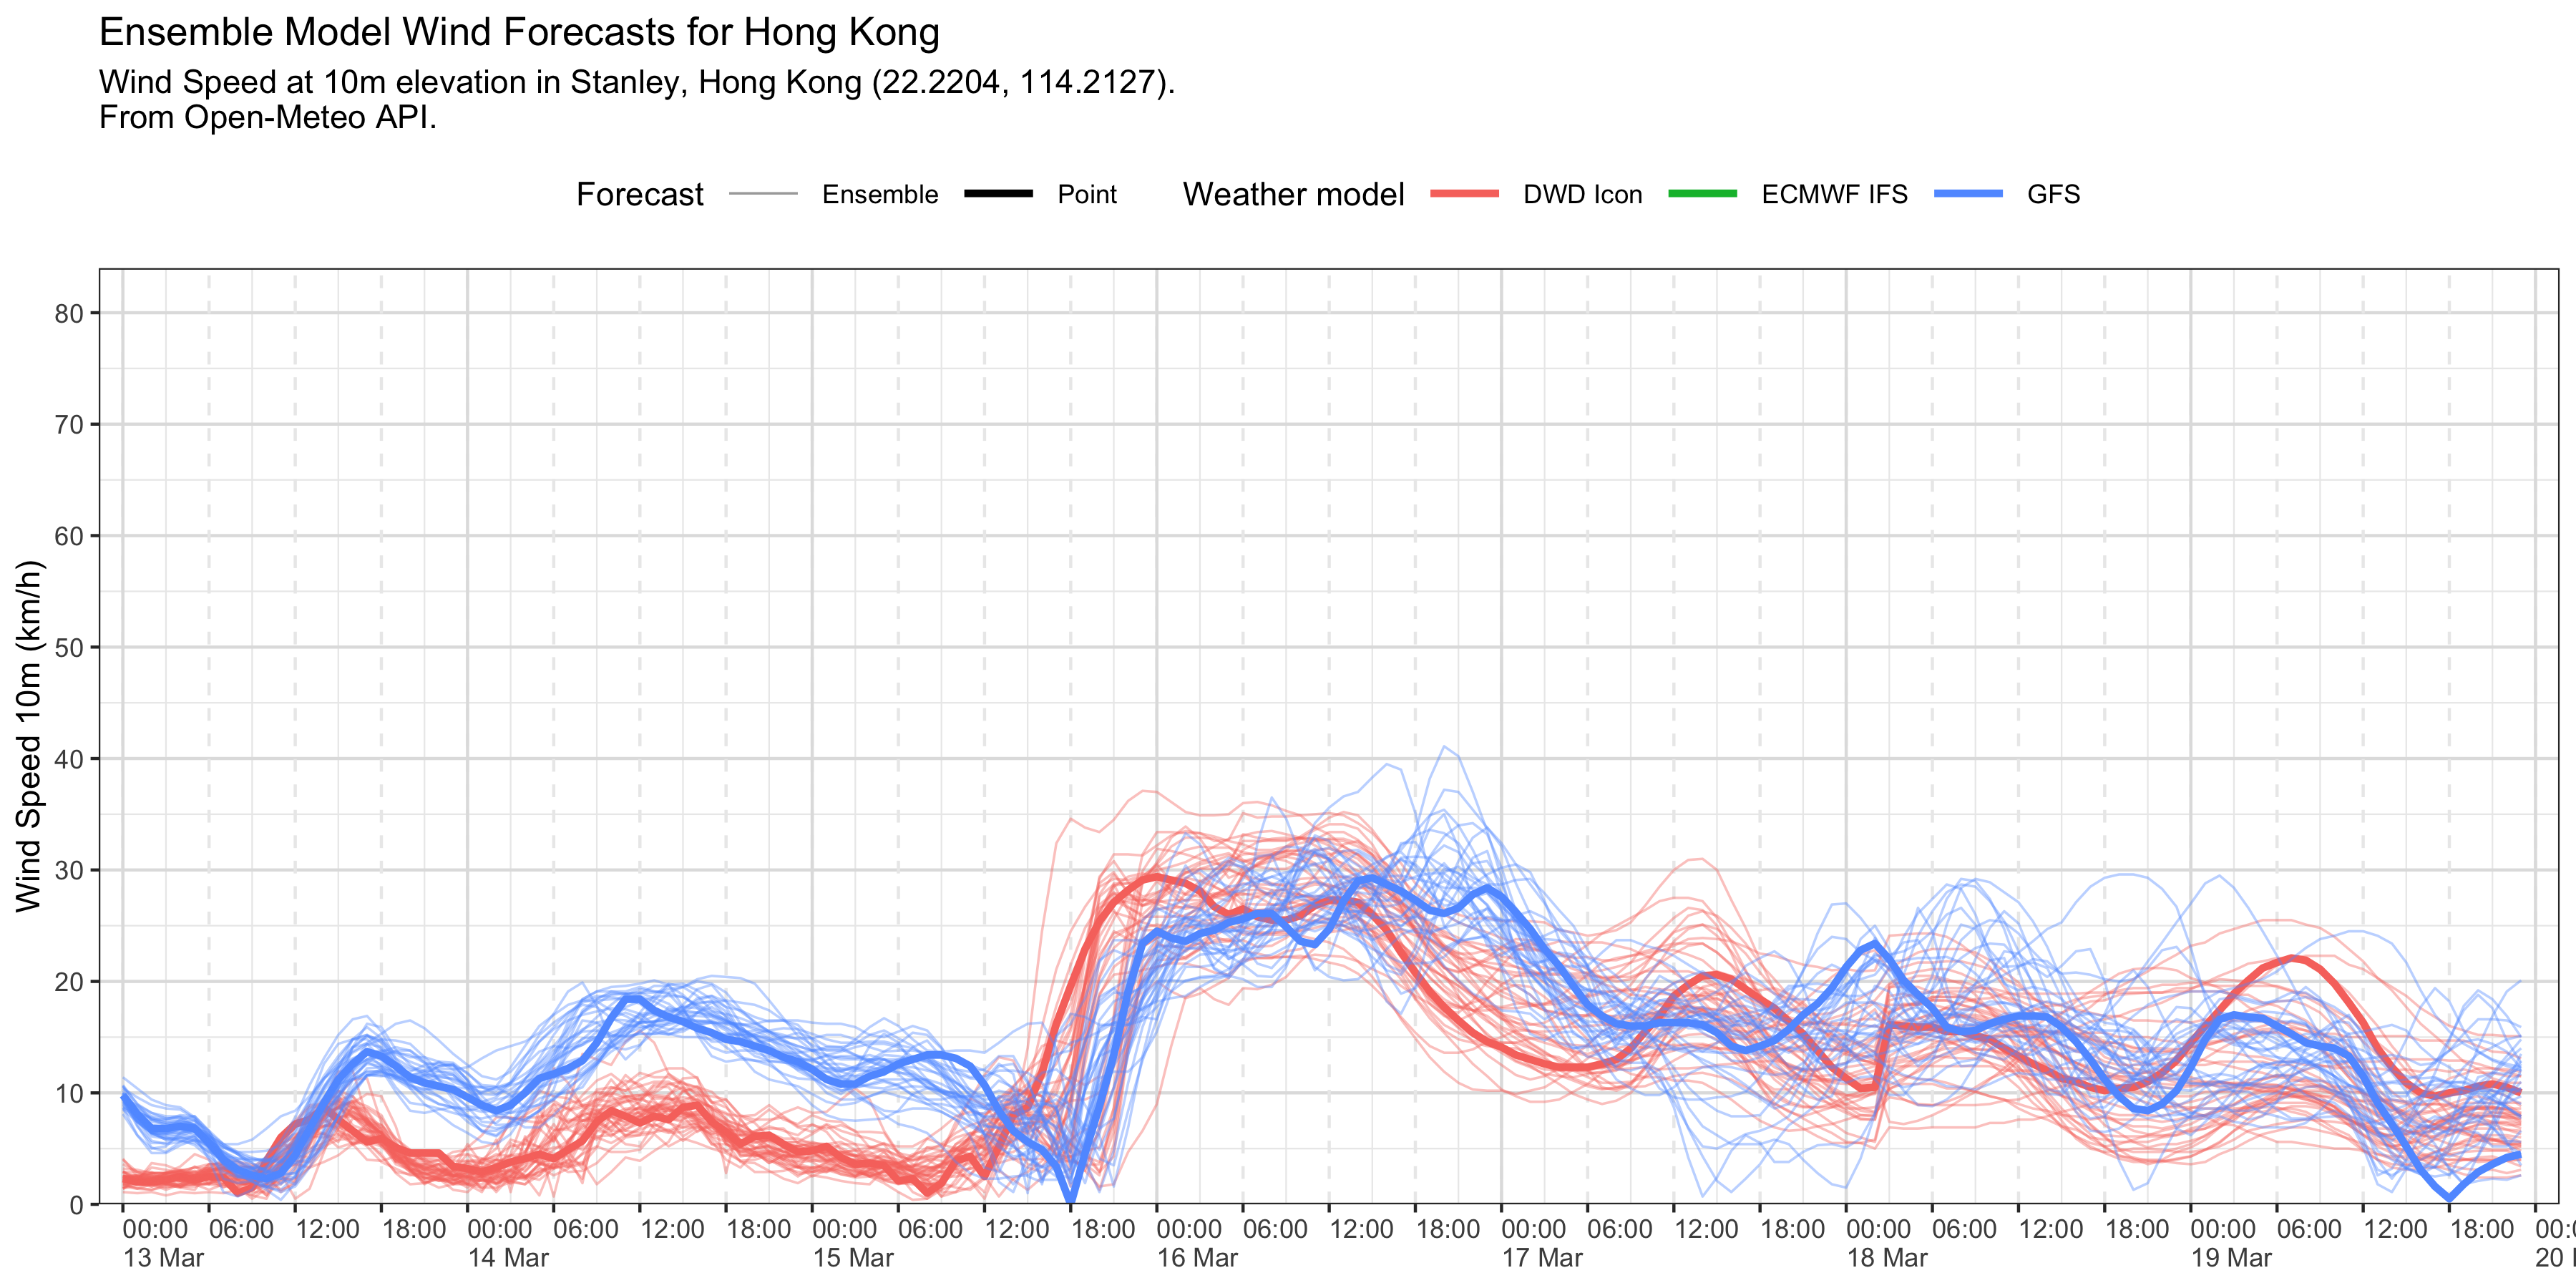 Ensemble Model Wind Forecasts for Hong Kong
Wind Speed at 10m elevation in Stanley, Hong Kong (22.2204, 114.2127).
From Open-Meteo API.
Forecast Ensemble Point Weather model DWD Icon ECMWF IFS GFS
Wind Speed 10m (km/h)
80
70
60
50
40
30
20
10
0
00:00 06:00 12:00 18:00 00:00 06:00 12:00 18:00 00:00 06:00 12:00 18:00 00:00 06:00 12:00 18:00 00:00 06:00 12:00 18:00 00:00 06:00 12:00 18:00 00:00 06:00 12:00 18:00 00:0
13 Mar 14 Mar 15 Mar 16 Mar 17 Mar 18 Mar 19 Mar 20